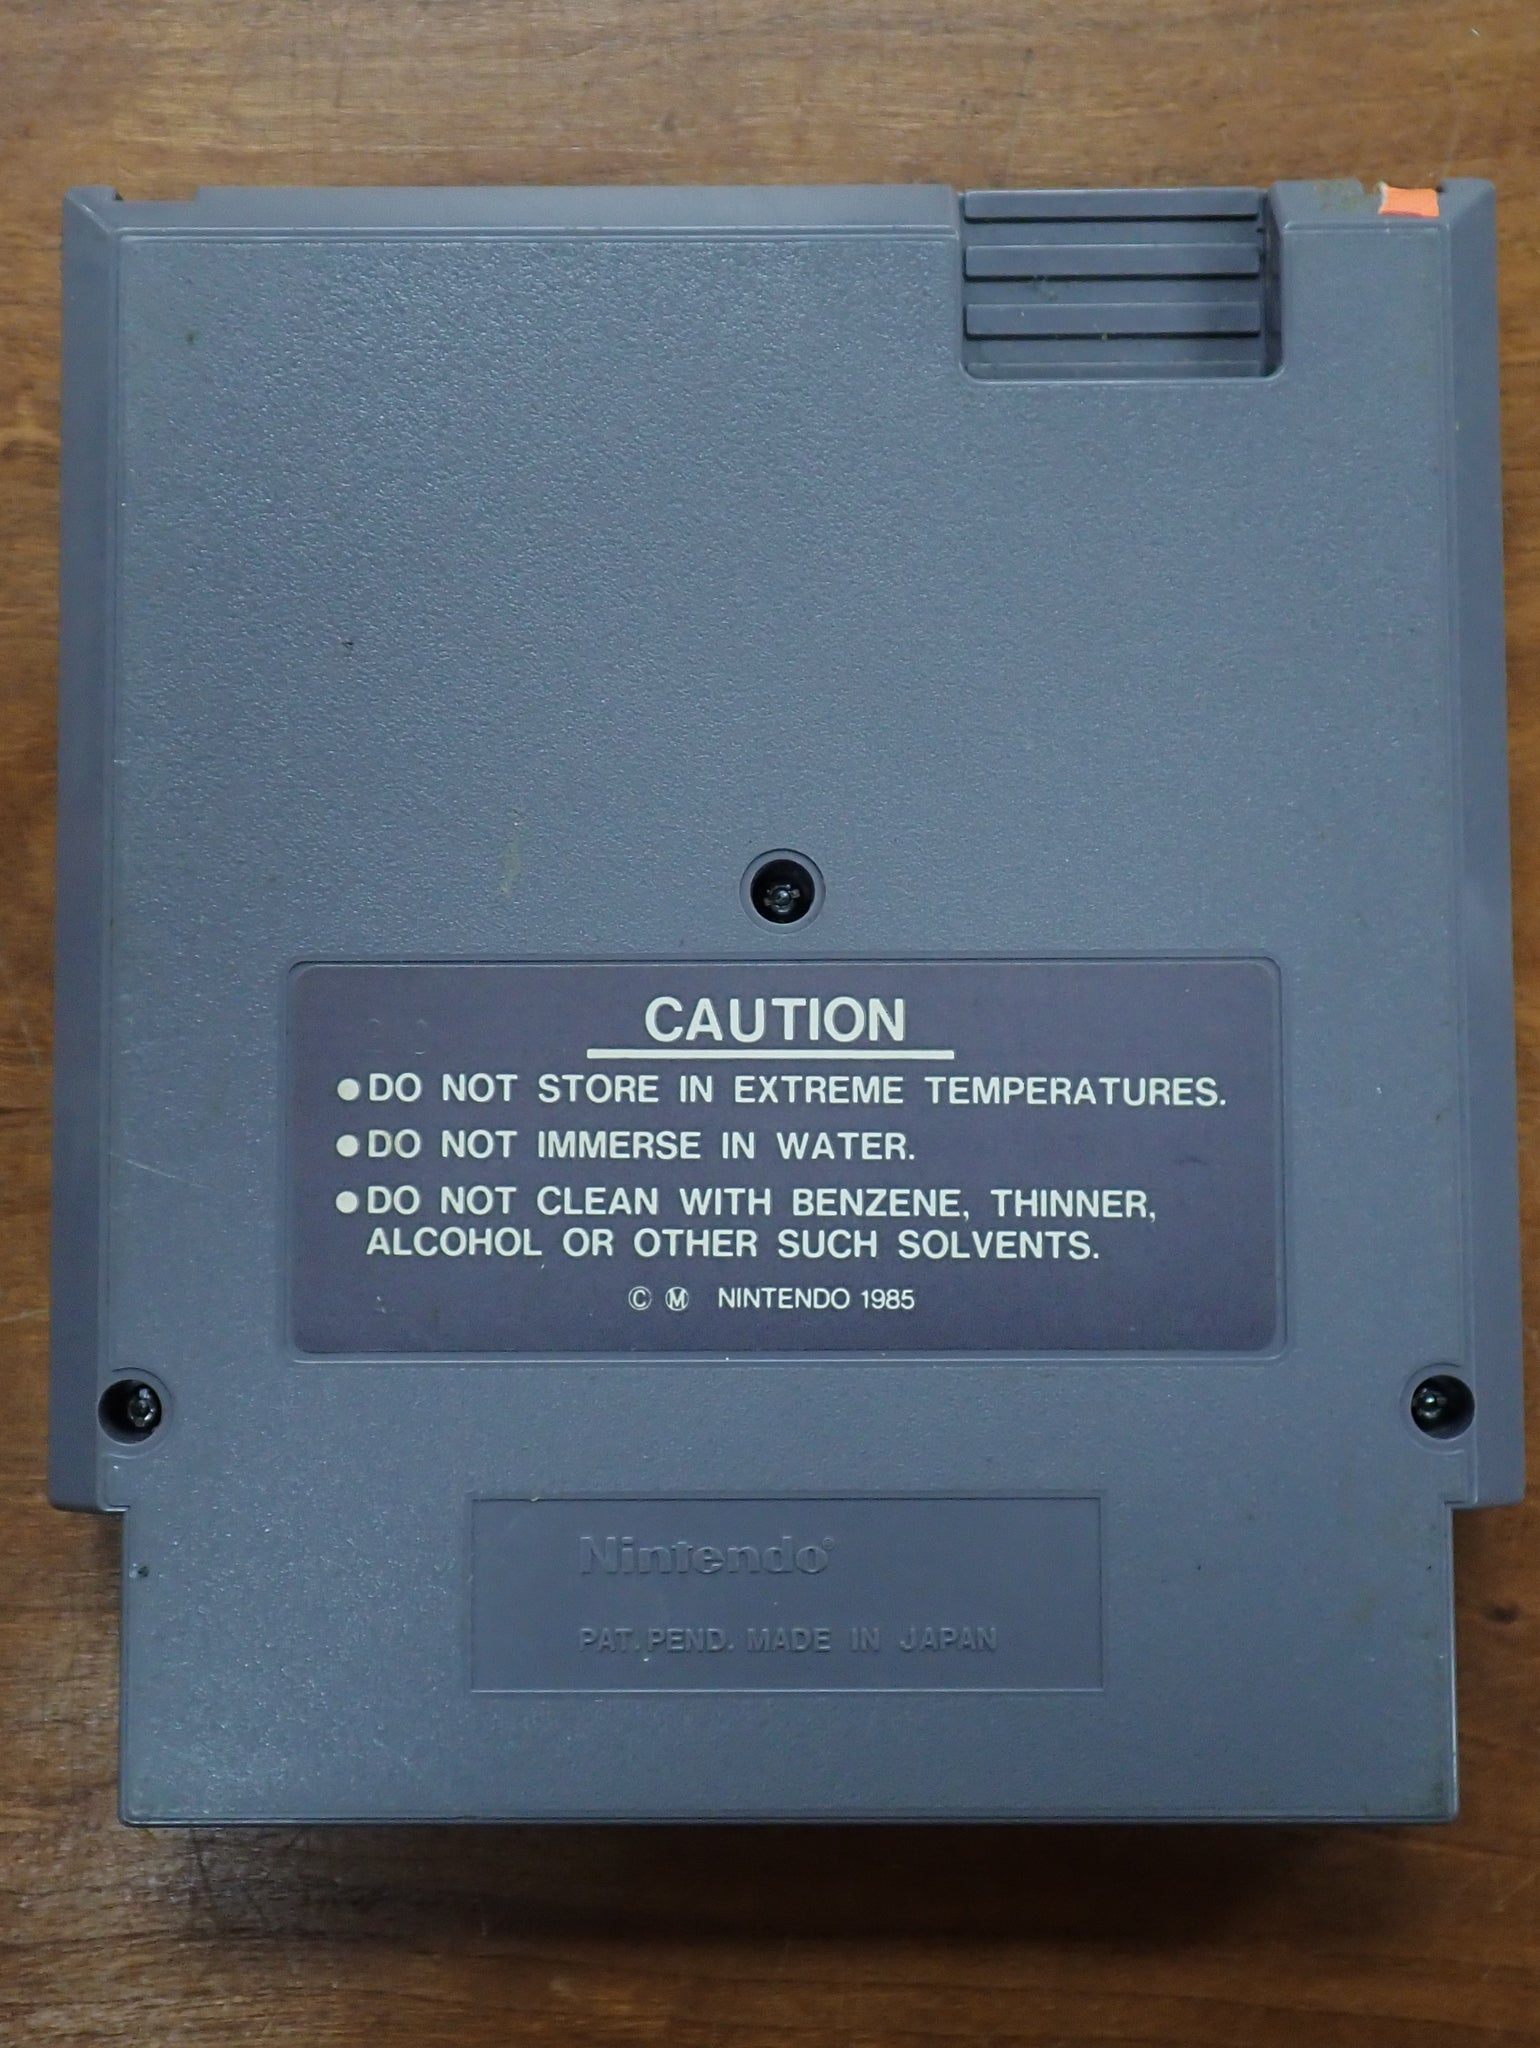 CAUTION
●DO NOT STORE IN EXTREME TEMPERATURES.
●DO NOT IMMERSE IN WATER.
●DO NOT CLEAN WITH BENZENE, THINNER,
ALCOHOL OR OTHER SUCH SOLVENTS.
© Ⓜ NINTENDO 1985
Nintendo®
PAT. PEND. MADE IN JAPAN